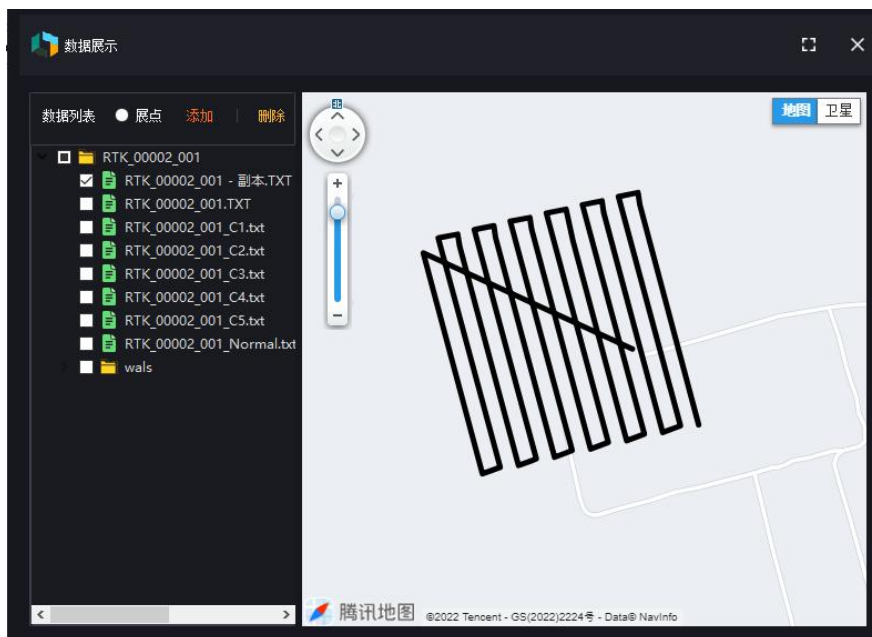 数据展示
数据列表 展点 添加 | 删除
RTK_00002_001
RTK_00002_001 - 副本.TXT
RTK_00002_001.TXT
RTK_00002_001_C1.txt
RTK_00002_001_C2.txt
RTK_00002_001_C3.txt
RTK_00002_001_C4.txt
RTK_00002_001_C5.txt
RTK_00002_001_Normal.txt
wals
北
地图 卫星
腾讯地图 ©2022 Tencent - GS(2022)2224号 - Data© NavInfo